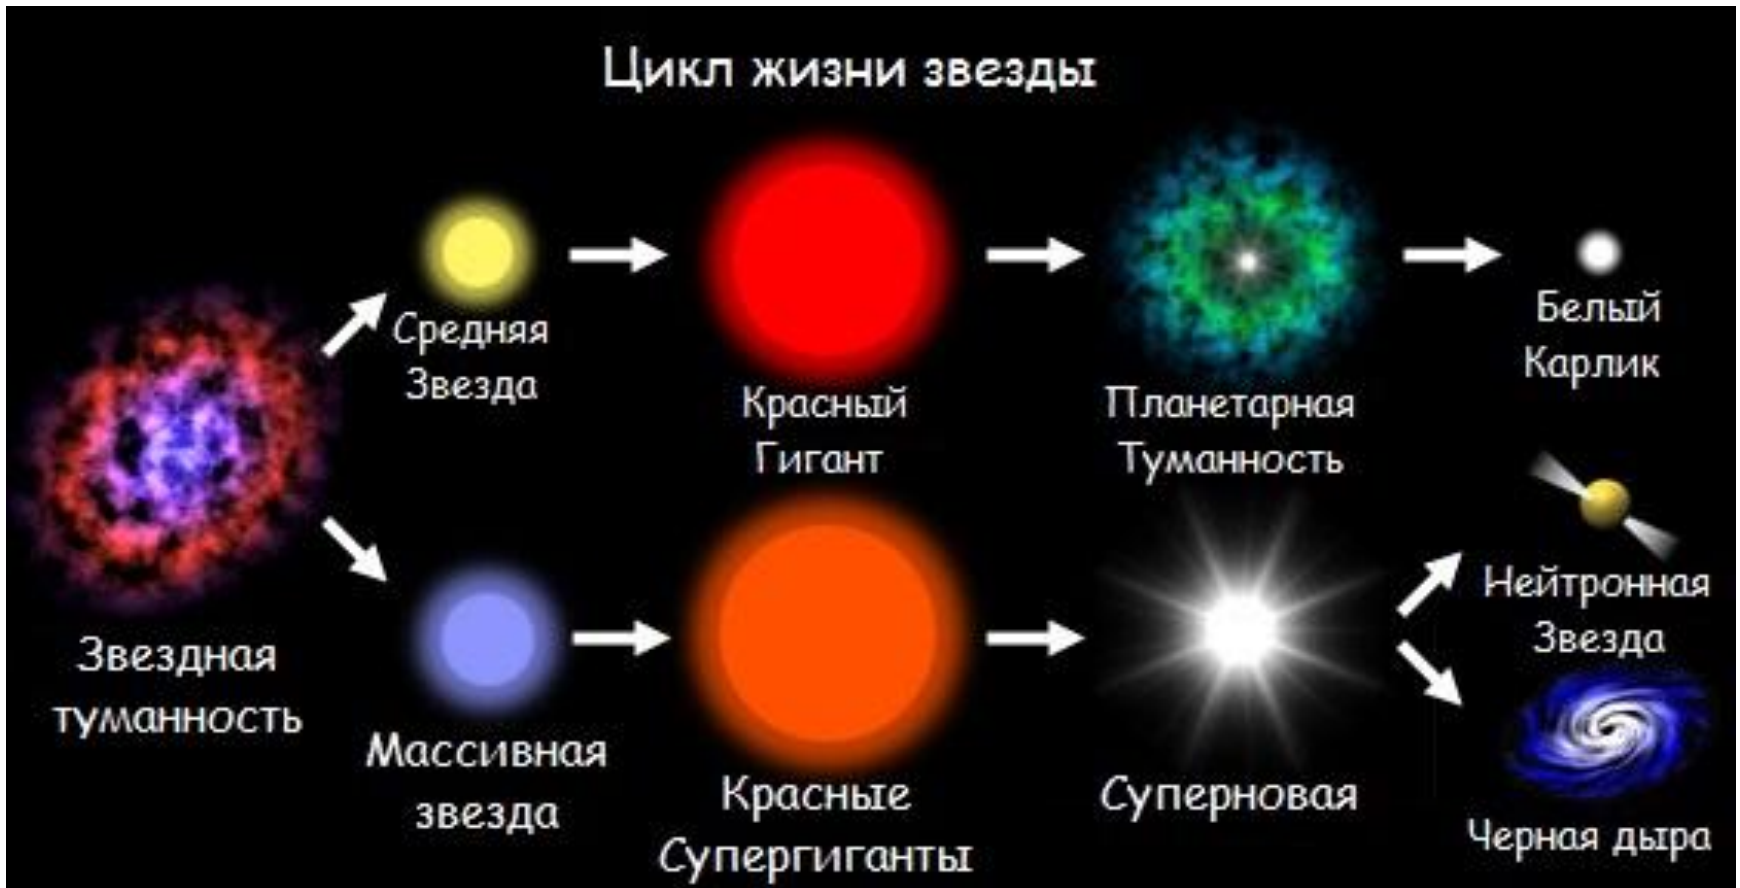 Цикл жизни звезды
Звездная
туманность
Средняя
Звезда
Красный
Гигант
Планетарная
Туманность
Белый
Карлик
Массивная
звезда
Красные
Супергиганты
Суперновая
Нейтронная
Звезда
Черная дыра